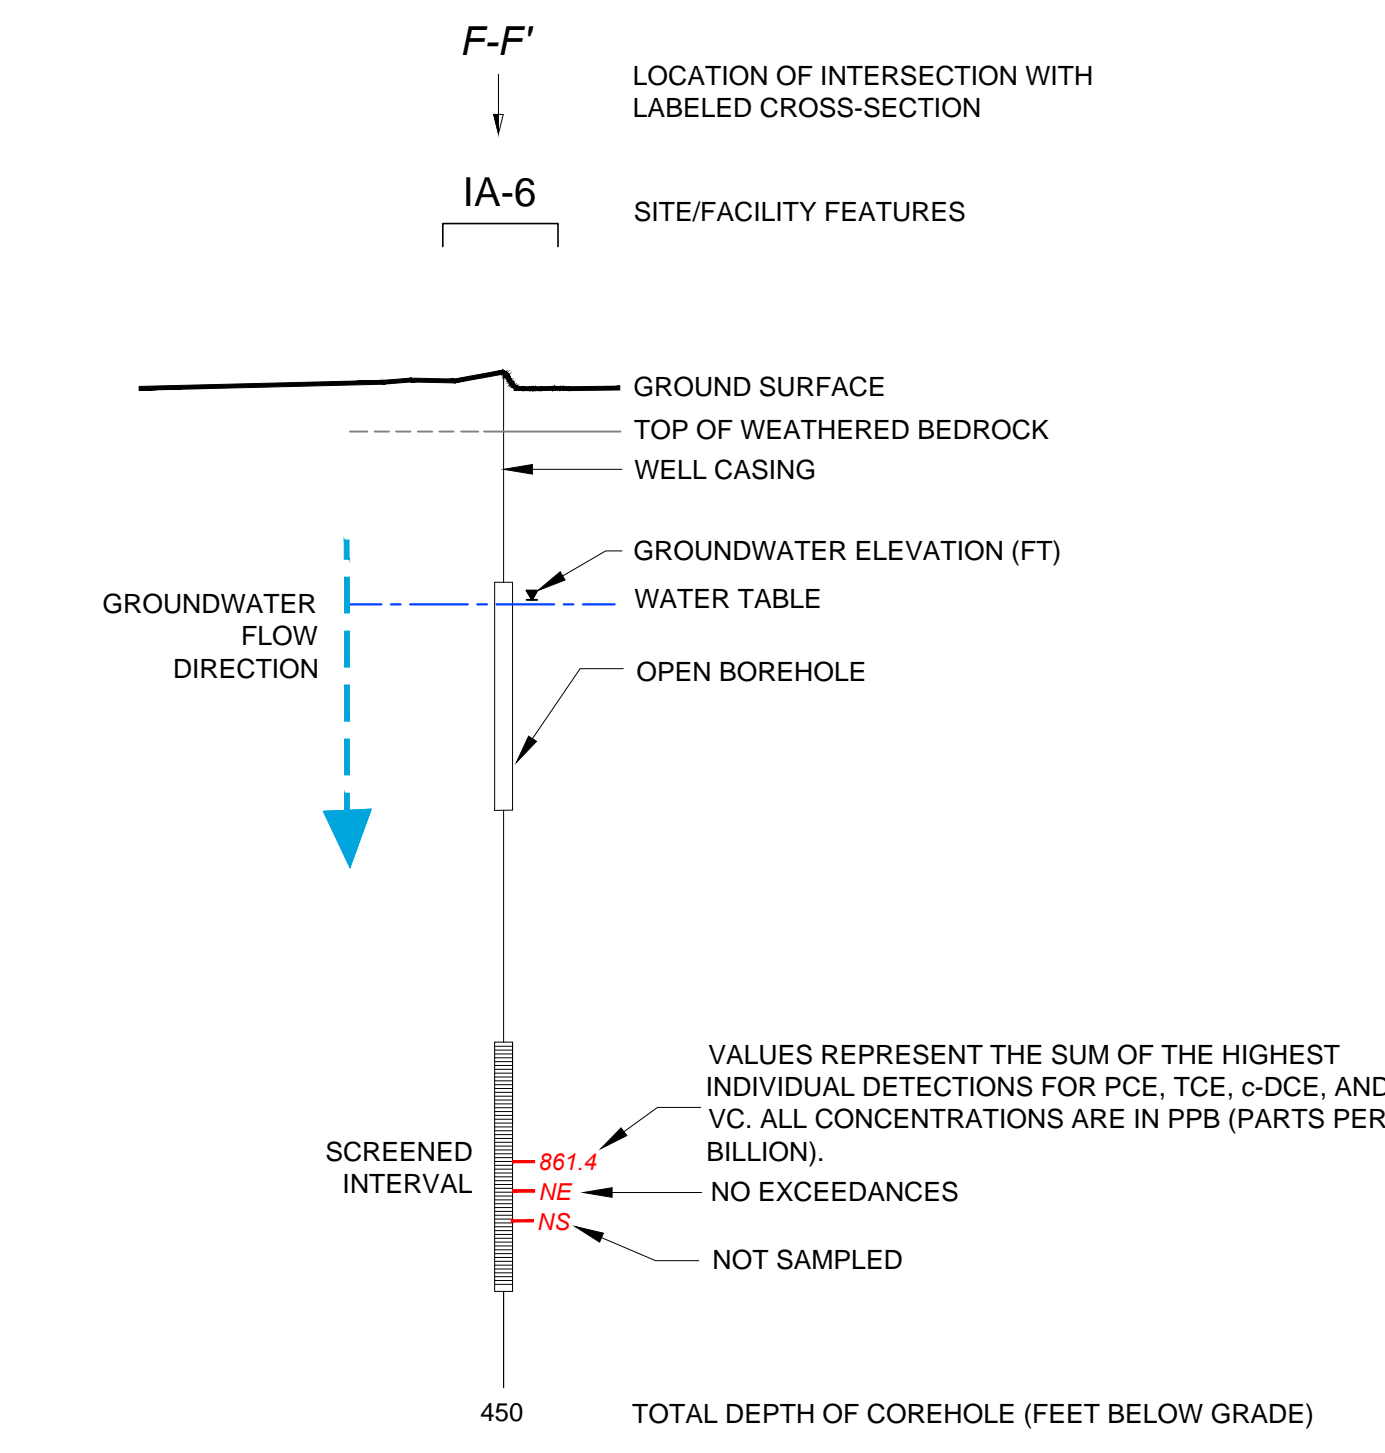 F-F'
LOCATION OF INTERSECTION WITH
LABELED CROSS-SECTION
IA-6
SITE/FACILITY FEATURES
GROUND SURFACE
TOP OF WEATHERED BEDROCK
WELL CASING
GROUNDWATER ELEVATION (FT)
WATER TABLE
GROUNDWATER
FLOW
DIRECTION
OPEN BOREHOLE
VALUES REPRESENT THE SUM OF THE HIGHEST
INDIVIDUAL DETECTIONS FOR PCE, TCE, c-DCE, AND
VC. ALL CONCENTRATIONS ARE IN PPB (PARTS PER
BILLION).
SCREENED
INTERVAL
861.4
NE
NO EXCEEDANCES
NS
NOT SAMPLED
450
TOTAL DEPTH OF COREHOLE (FEET BELOW GRADE)